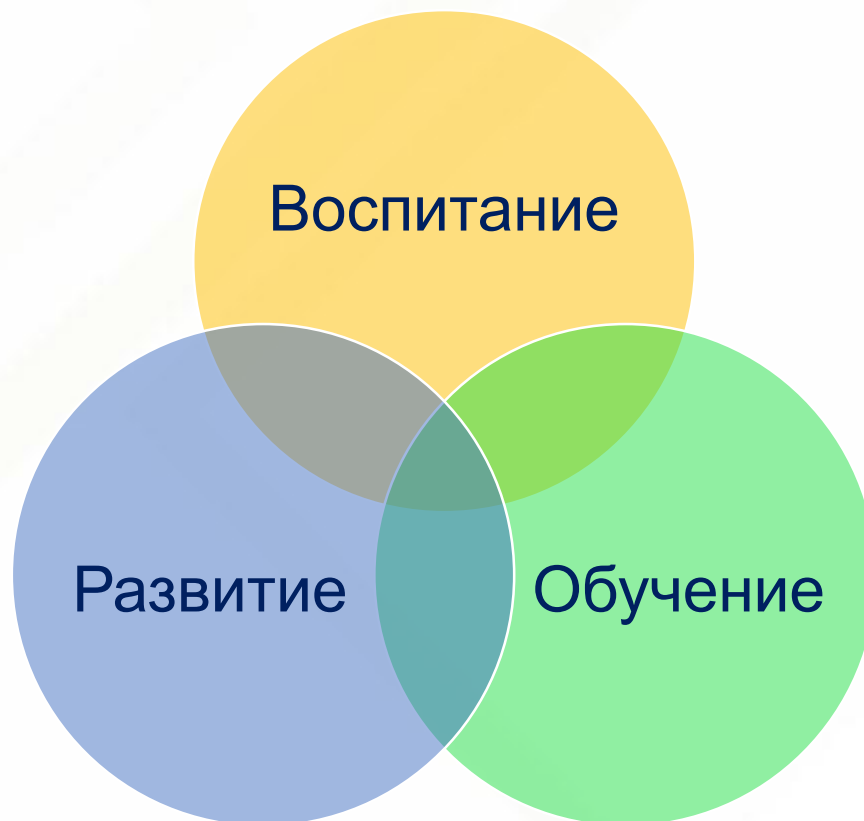 Воспитание
Развитие
Обучение